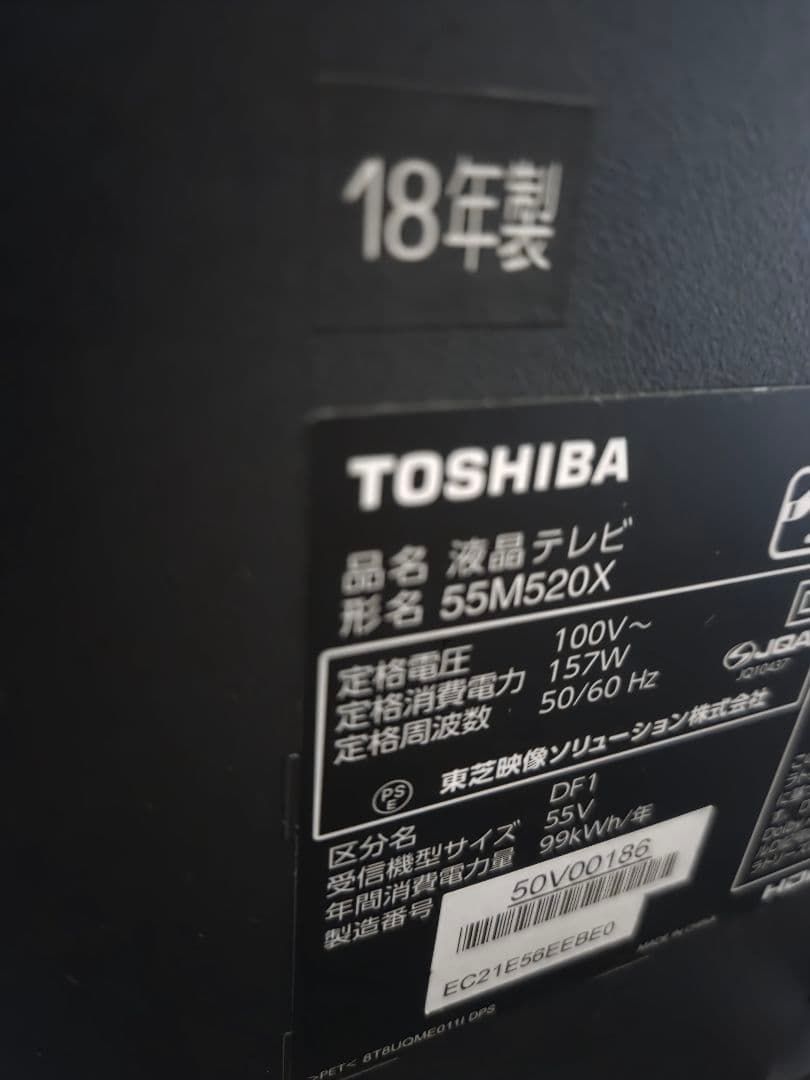 18年製
TOSHIBA
品名 液晶テレビ
形名 55M520X
定格電圧 100V～
定格消費電力 157W
定格周波数 50/60 Hz
JQA
JQ10437
PS
E
東芝映像ソリューション株式会社
区分名 DF1
受信機型サイズ 55V
年間消費電力量 99kWh/年
製造番号
50V00186
EC21E56EEBE0
MADE IN CHINA
>PET<